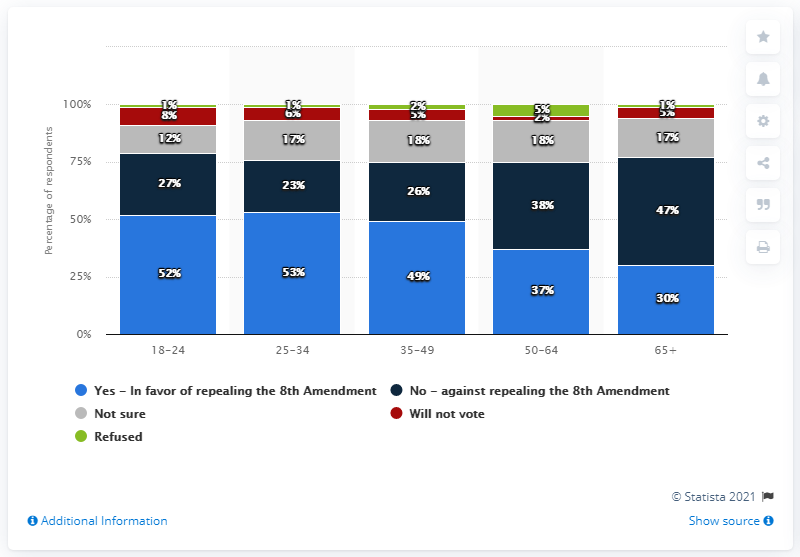 Percentage of respondents
100%
75%
50%
25%
0%
1% 1% 2% 5% 1%
8% 6% 5% 2% 5%
12% 17% 18% 18% 17%
27% 23% 26% 38% 47%
52% 53% 49% 37% 30%
18-24 25-34 35-49 50-64 65+
Yes - In favor of repealing the 8th Amendment No - against repealing the 8th Amendment
Not sure Will not vote
Refused
© Statista 2021
Additional Information Show source